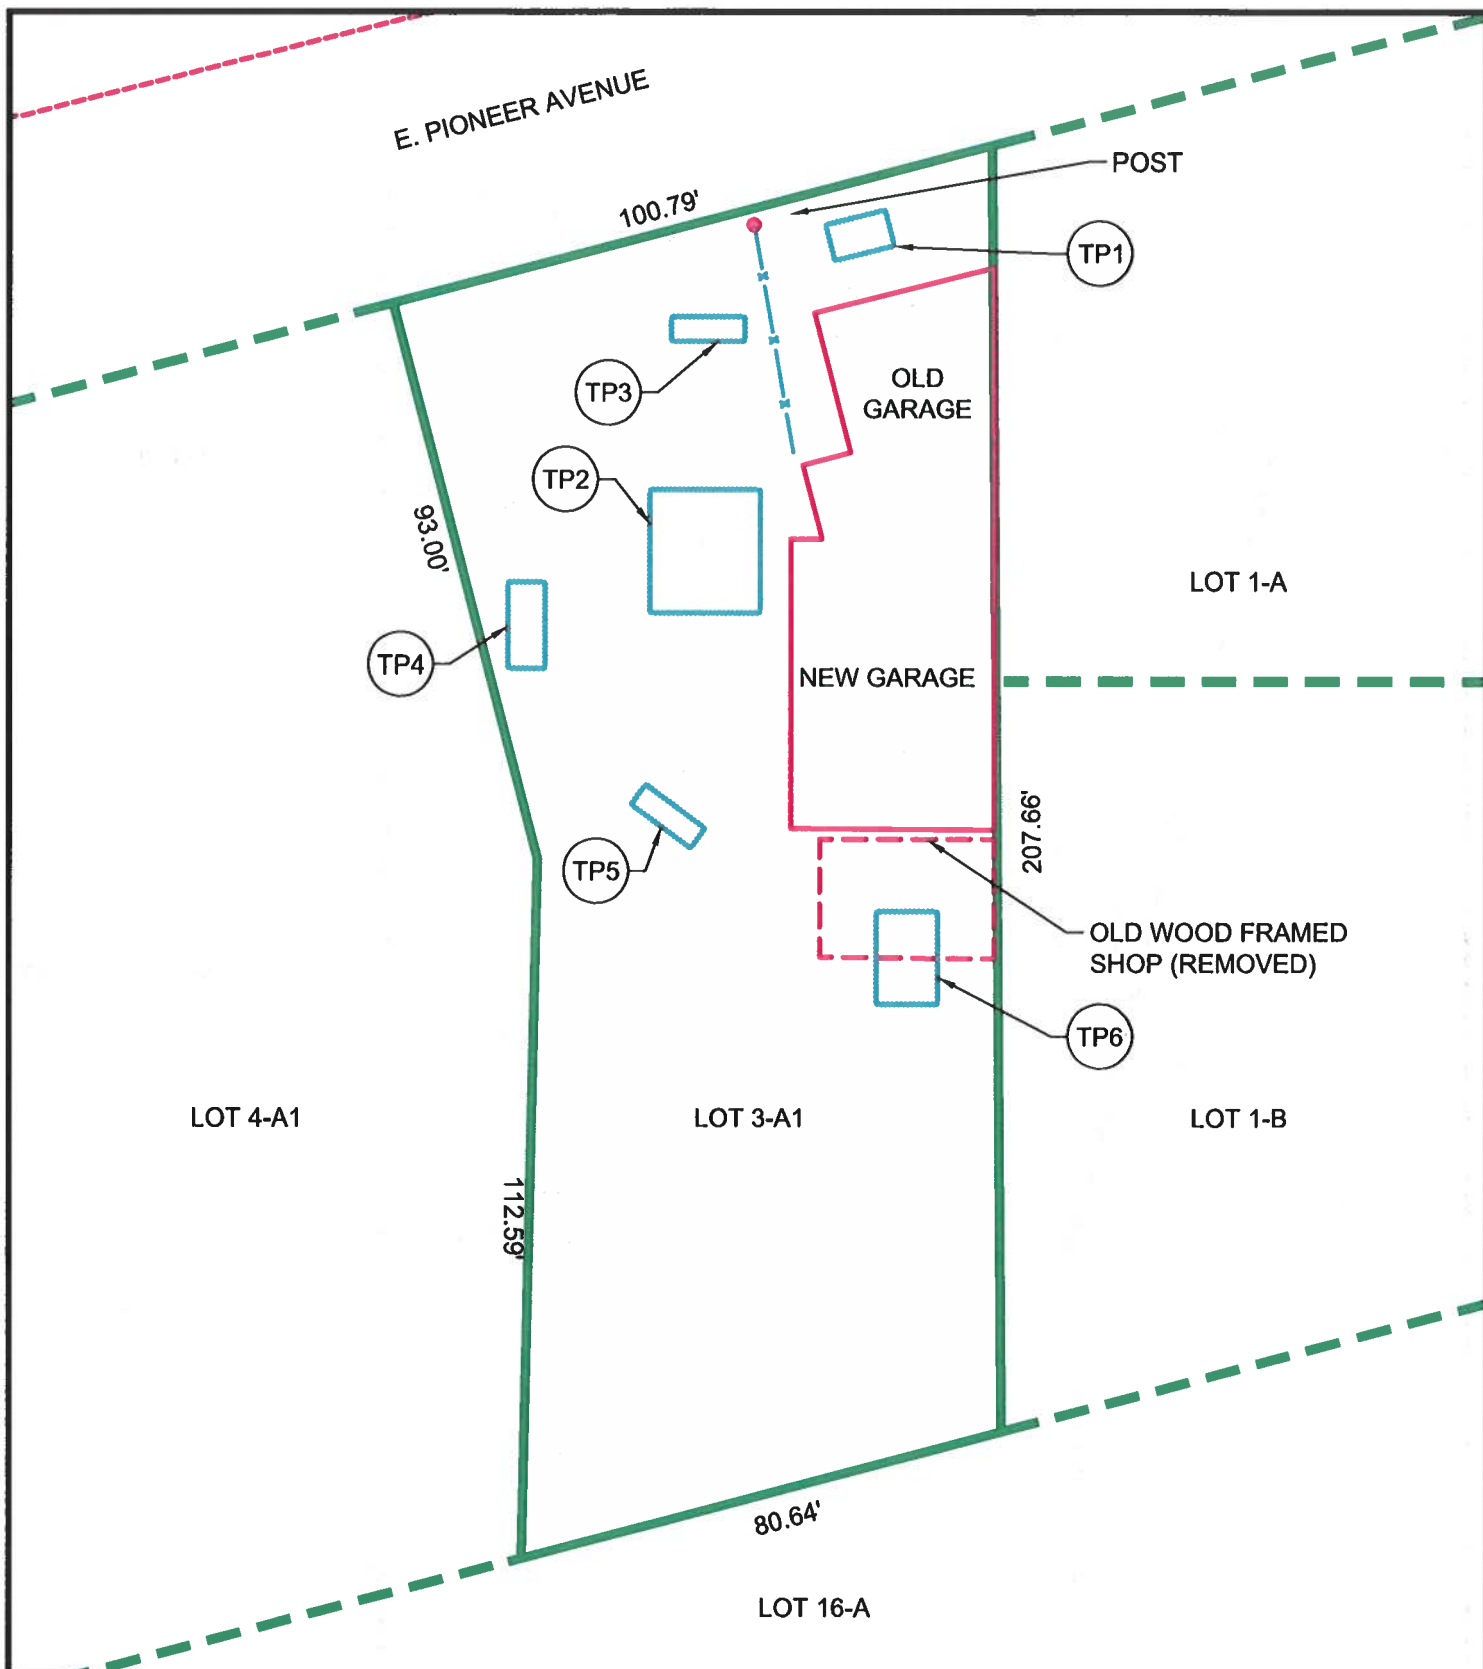 E. PIONEER AVENUE
POST
100.79'
TP1
TP3
OLD
GARAGE
TP2
93.00'
LOT 1-A
TP4
NEW GARAGE
207.66'
TP5
OLD WOOD FRAMED
SHOP (REMOVED)
TP6
LOT 4-A1
LOT 3-A1
LOT 1-B
112.59'
80.64'
LOT 16-A